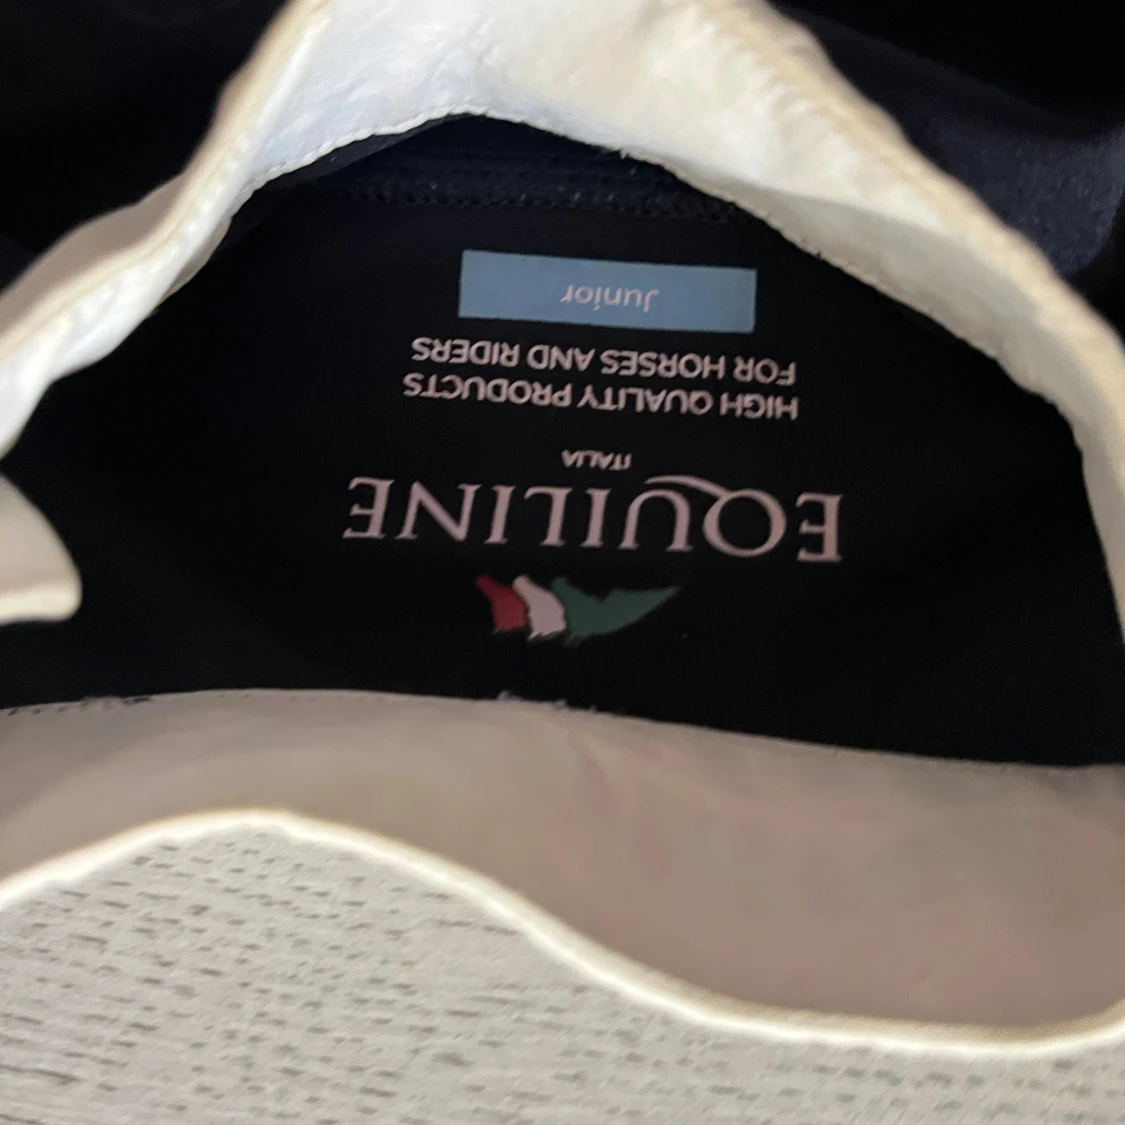 EQUILINE
ITALIA
HIGH QUALITY PRODUCTS
FOR HORSES AND RIDERS
Junior